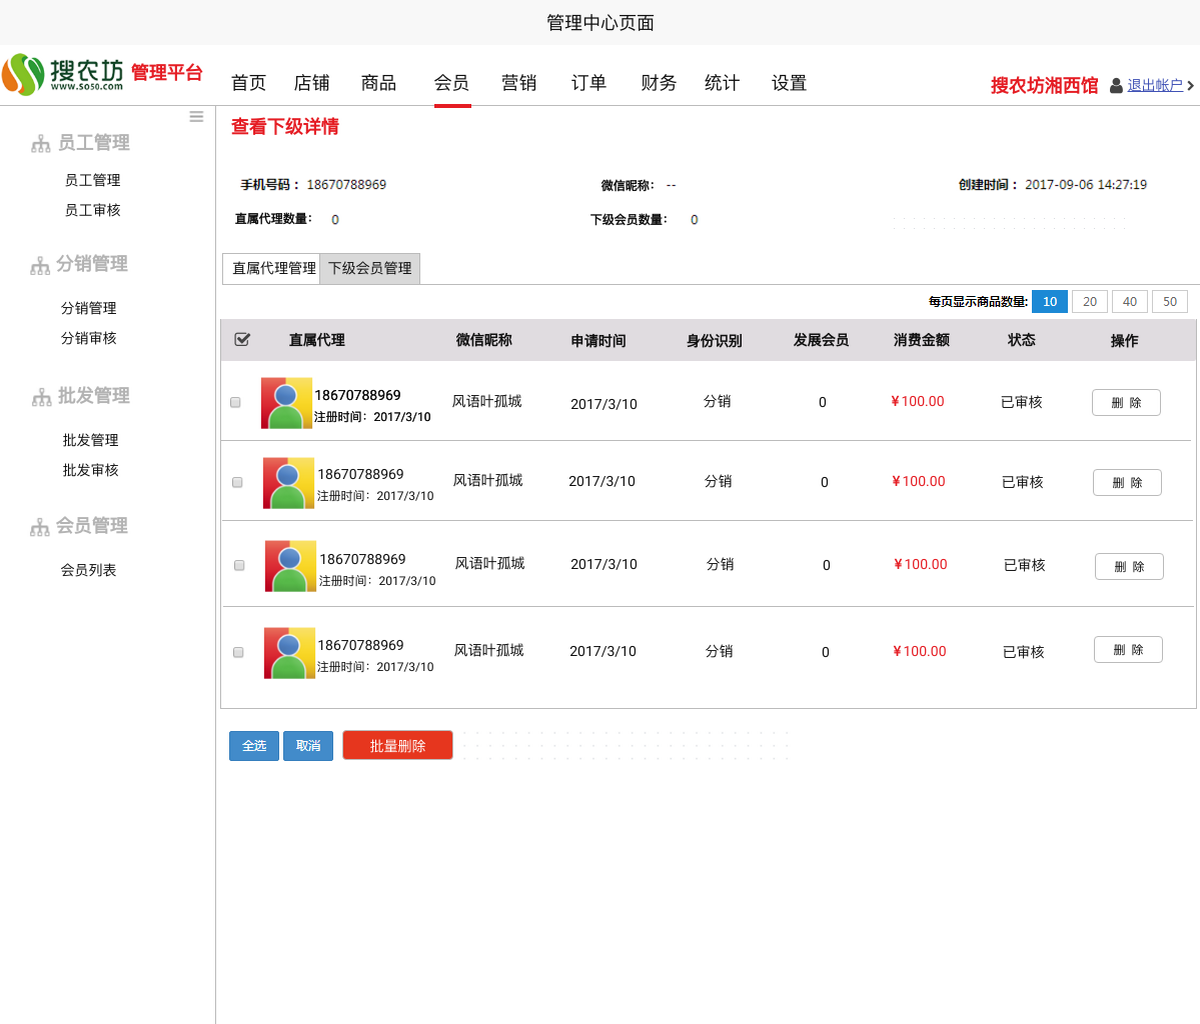 管理中心页面
搜农坊 管理平台
www.so50.com
首页 店铺 商品 会员 营销 订单 财务 统计 设置
搜农坊湘西馆 退出帐户
员工管理
员工管理
员工审核
分销管理
分销管理
分销审核
批发管理
批发管理
批发审核
会员管理
会员列表
查看下级详情
手机号码： 18670788969 微信昵称： -- 创建时间： 2017-09-06 14:27:19
直属代理数量： 0 下级会员数量： 0
直属代理管理 下级会员管理
每页显示商品数量: 10 20 40 50
直属代理 微信昵称 申请时间 身份识别 发展会员 消费金额 状态 操作
18670788969
注册时间：2017/3/10
风语叶孤城 2017/3/10 分销 0 ¥100.00 已审核 删 除
18670788969
注册时间：2017/3/10
风语叶孤城 2017/3/10 分销 0 ¥100.00 已审核 删 除
18670788969
注册时间：2017/3/10
风语叶孤城 2017/3/10 分销 0 ¥100.00 已审核 删 除
18670788969
注册时间：2017/3/10
风语叶孤城 2017/3/10 分销 0 ¥100.00 已审核 删 除
全选 取消 批量删除